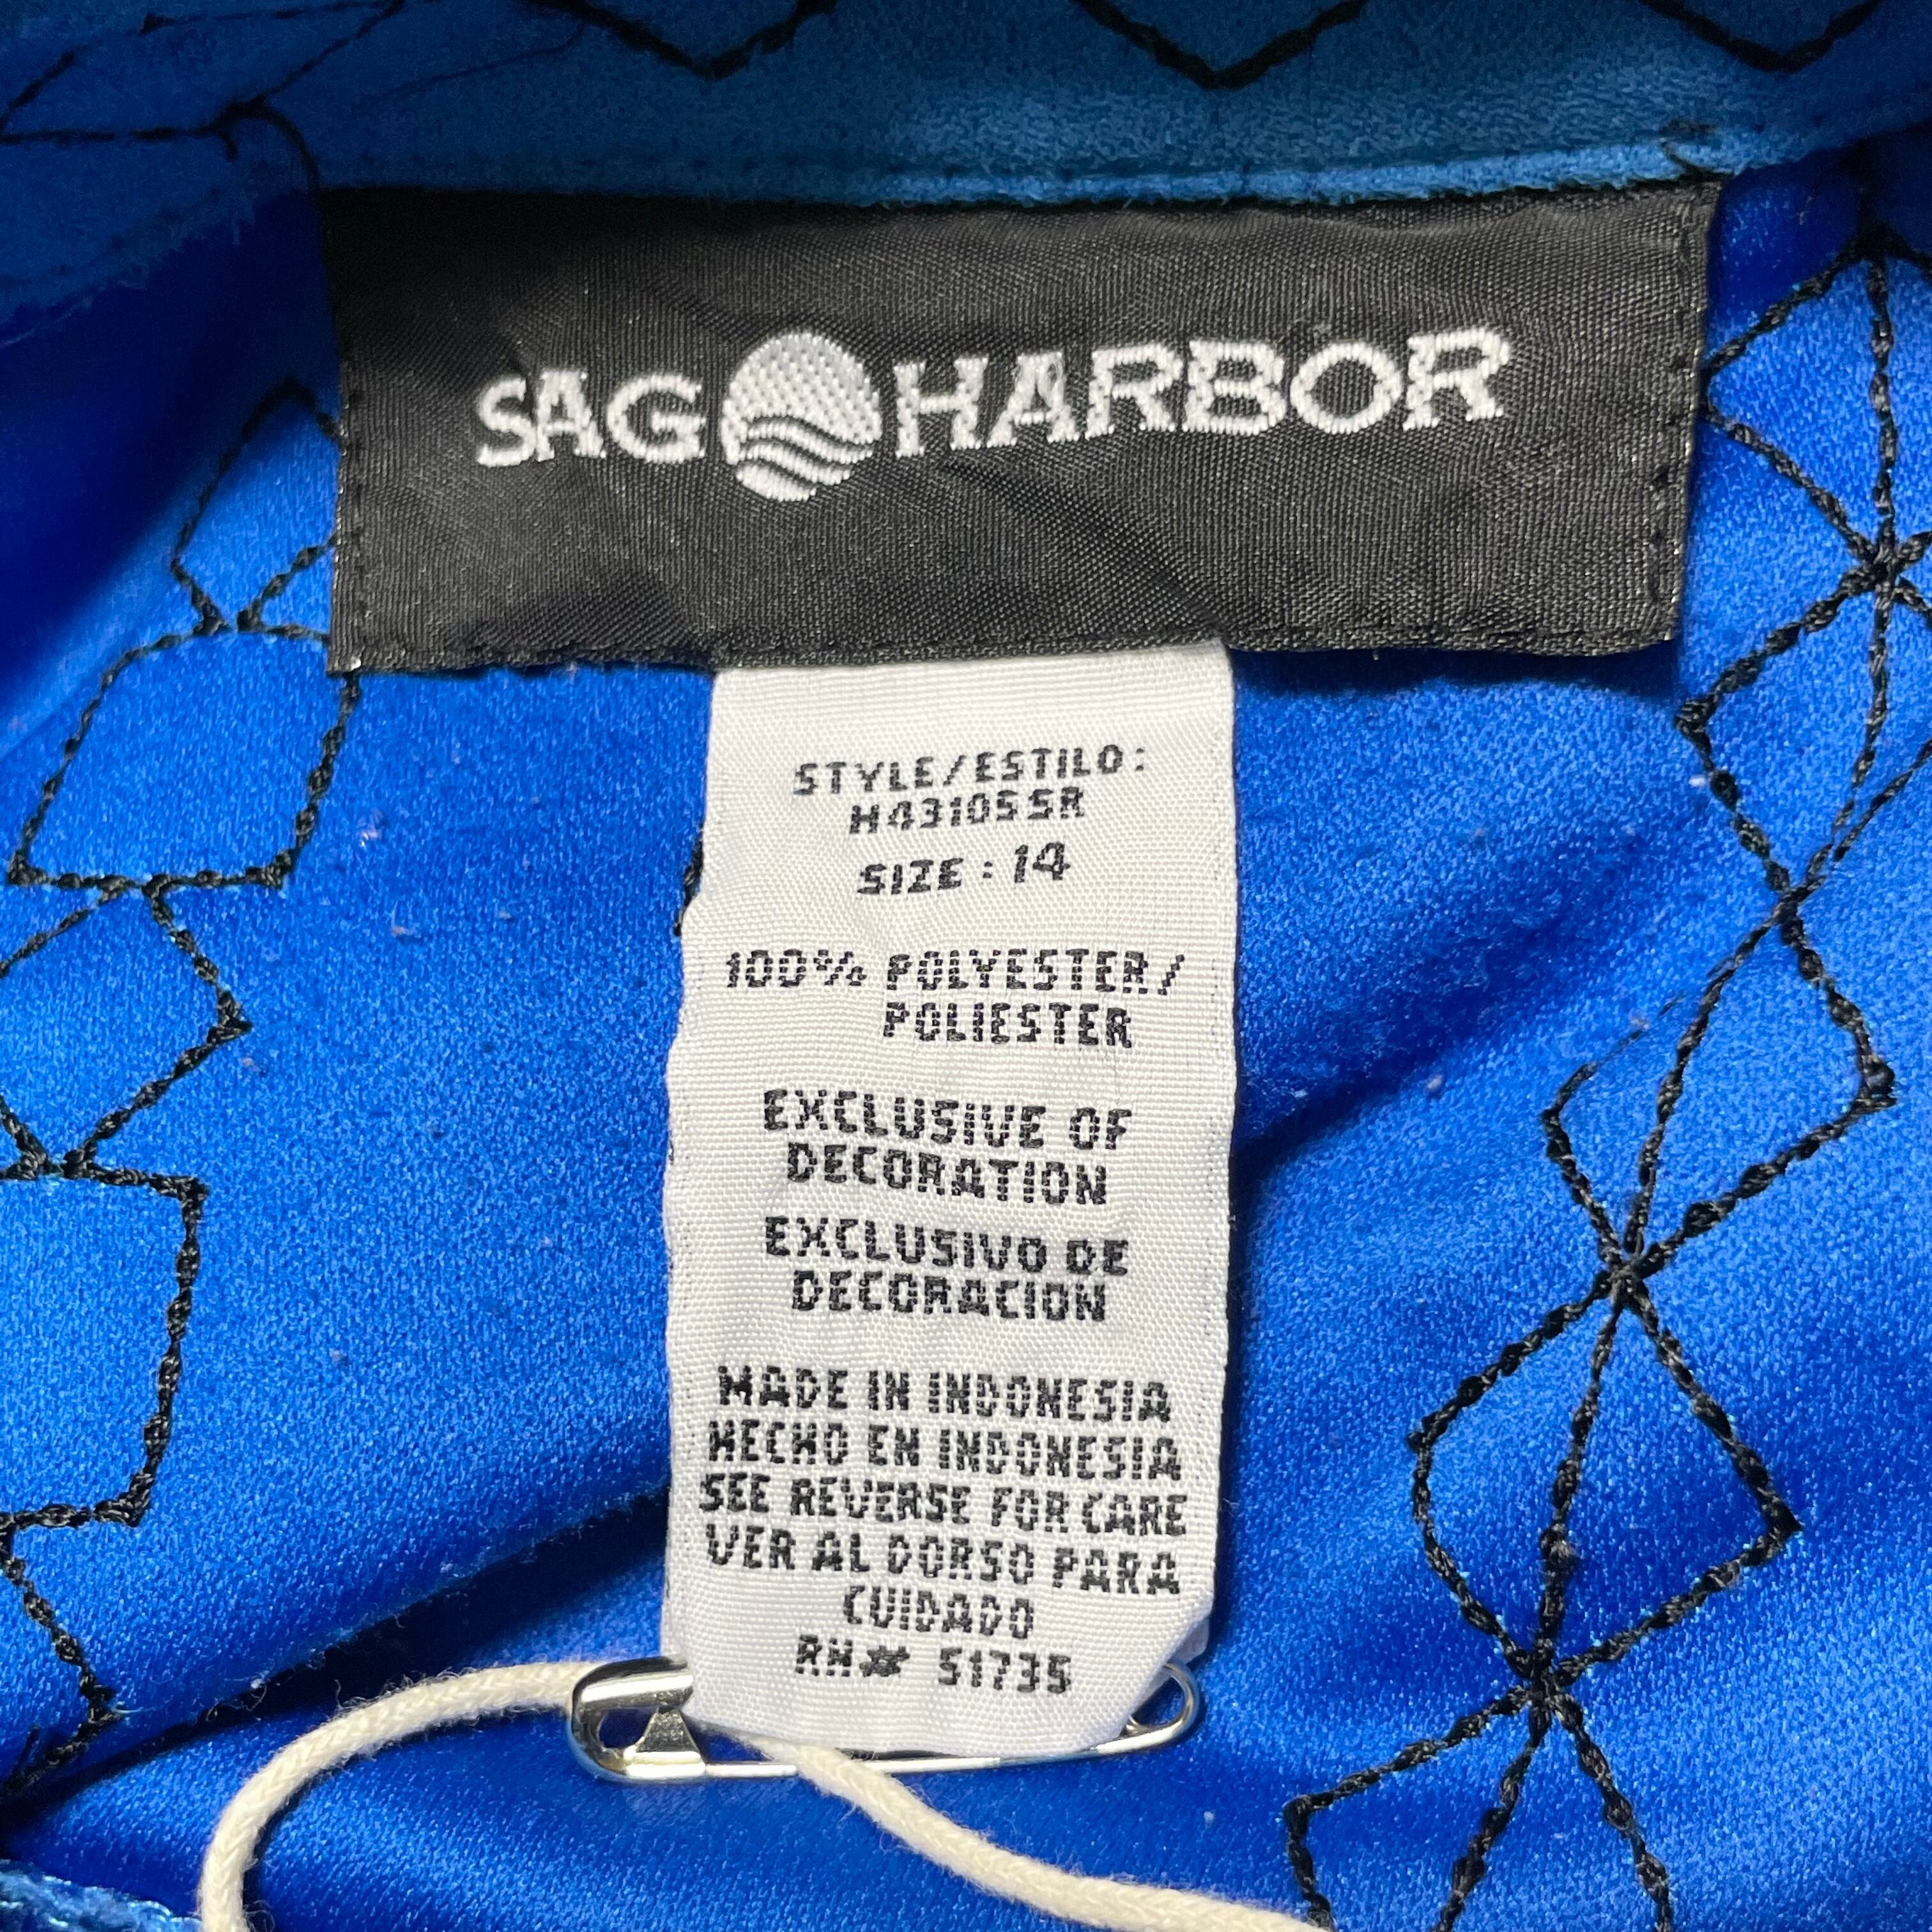 SAG HARBOR
STYLE/ESTILO:
H43105SR
SIZE: 14
100% POLYESTER/
POLIESTER
EXCLUSIVE OF
DECORATION
EXCLUSIVO DE
DECORACION
MADE IN INDONESIA
HECHO EN INDONESIA
SEE REVERSE FOR CARE
VER AL DORSO PARA
CUIDADO
RN# 51735